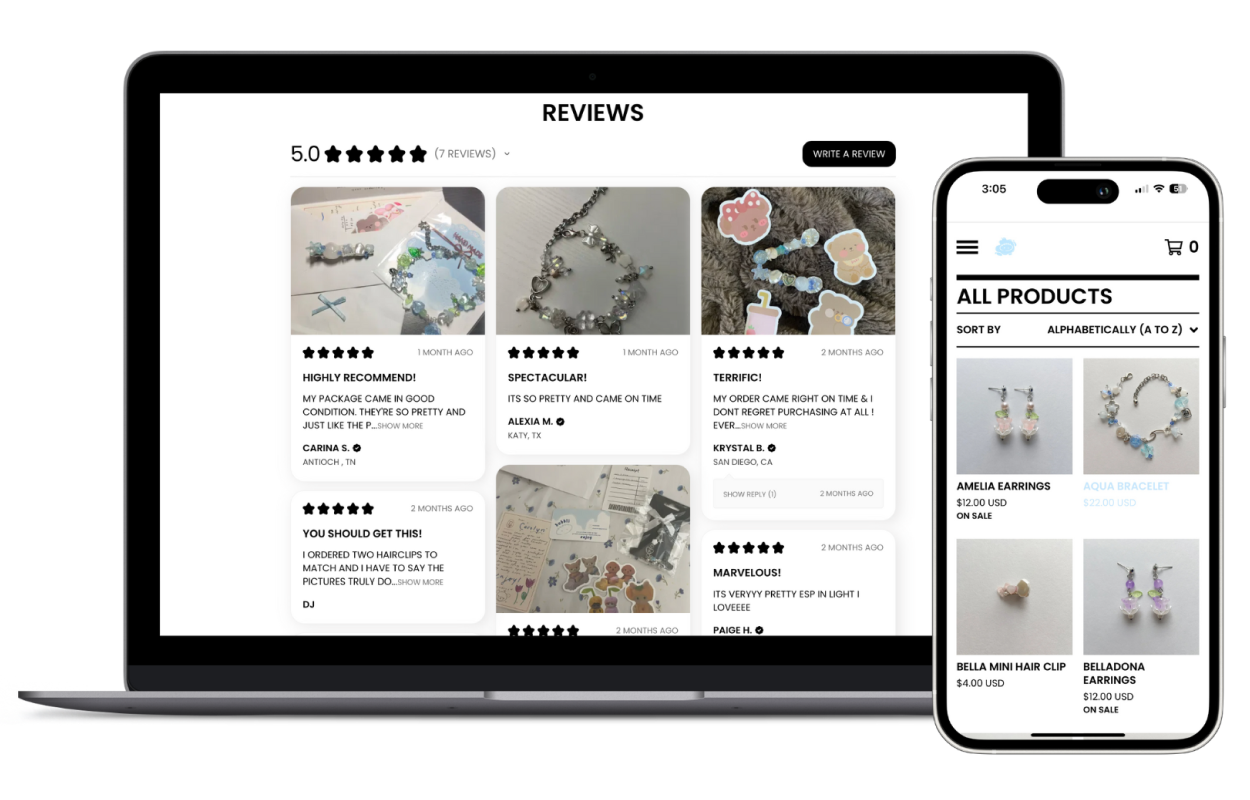 REVIEWS
5.0 (7 REVIEWS)
WRITE A REVIEW
1 MONTH AGO
HIGHLY RECOMMEND!
MY PACKAGE CAME IN GOOD
CONDITION. THEY'RE SO PRETTY AND
JUST LIKE THE P...SHOW MORE
CARINA S.
ANTIOCH , TN
2 MONTHS AGO
YOU SHOULD GET THIS!
I ORDERED TWO HAIRCLIPS TO
MATCH AND I HAVE TO SAY THE
PICTURES TRULY DO...SHOW MORE
DJ
1 MONTH AGO
SPECTACULAR!
ITS SO PRETTY AND CAME ON TIME
ALEXIA M.
KATY, TX
2 MONTHS AGO
2 MONTHS AGO
TERRIFIC!
MY ORDER CAME RIGHT ON TIME & I
DONT REGRET PURCHASING AT ALL !
EVER...SHOW MORE
KRYSTAL B.
SAN DIEGO, CA
SHOW REPLY (1) 2 MONTHS AGO
2 MONTHS AGO
MARVELOUS!
ITS VERYYY PRETTY ESP IN LIGHT I
LOVEEEE
PAIGE H.
3:05
0
ALL PRODUCTS
SORT BY ALPHABETICALLY (A TO Z)
AMELIA EARRINGS
$12.00 USD
ON SALE
AQUA BRACELET
$22.00 USD
BELLA MINI HAIR CLIP
$4.00 USD
BELLADONA
EARRINGS
$12.00 USD
ON SALE